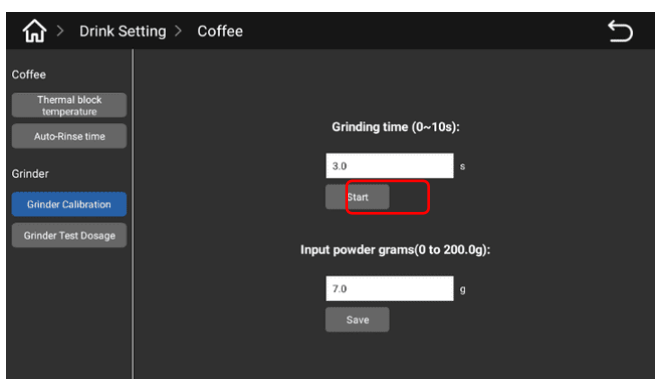 > Drink Setting > Coffee
Coffee
Thermal block
temperature
Auto-Rinse time
Grinder
Grinder Calibration
Grinder Test Dosage
Grinding time (0~10s):
3.0 s
Start
Input powder grams(0 to 200.0g):
7.0 g
Save